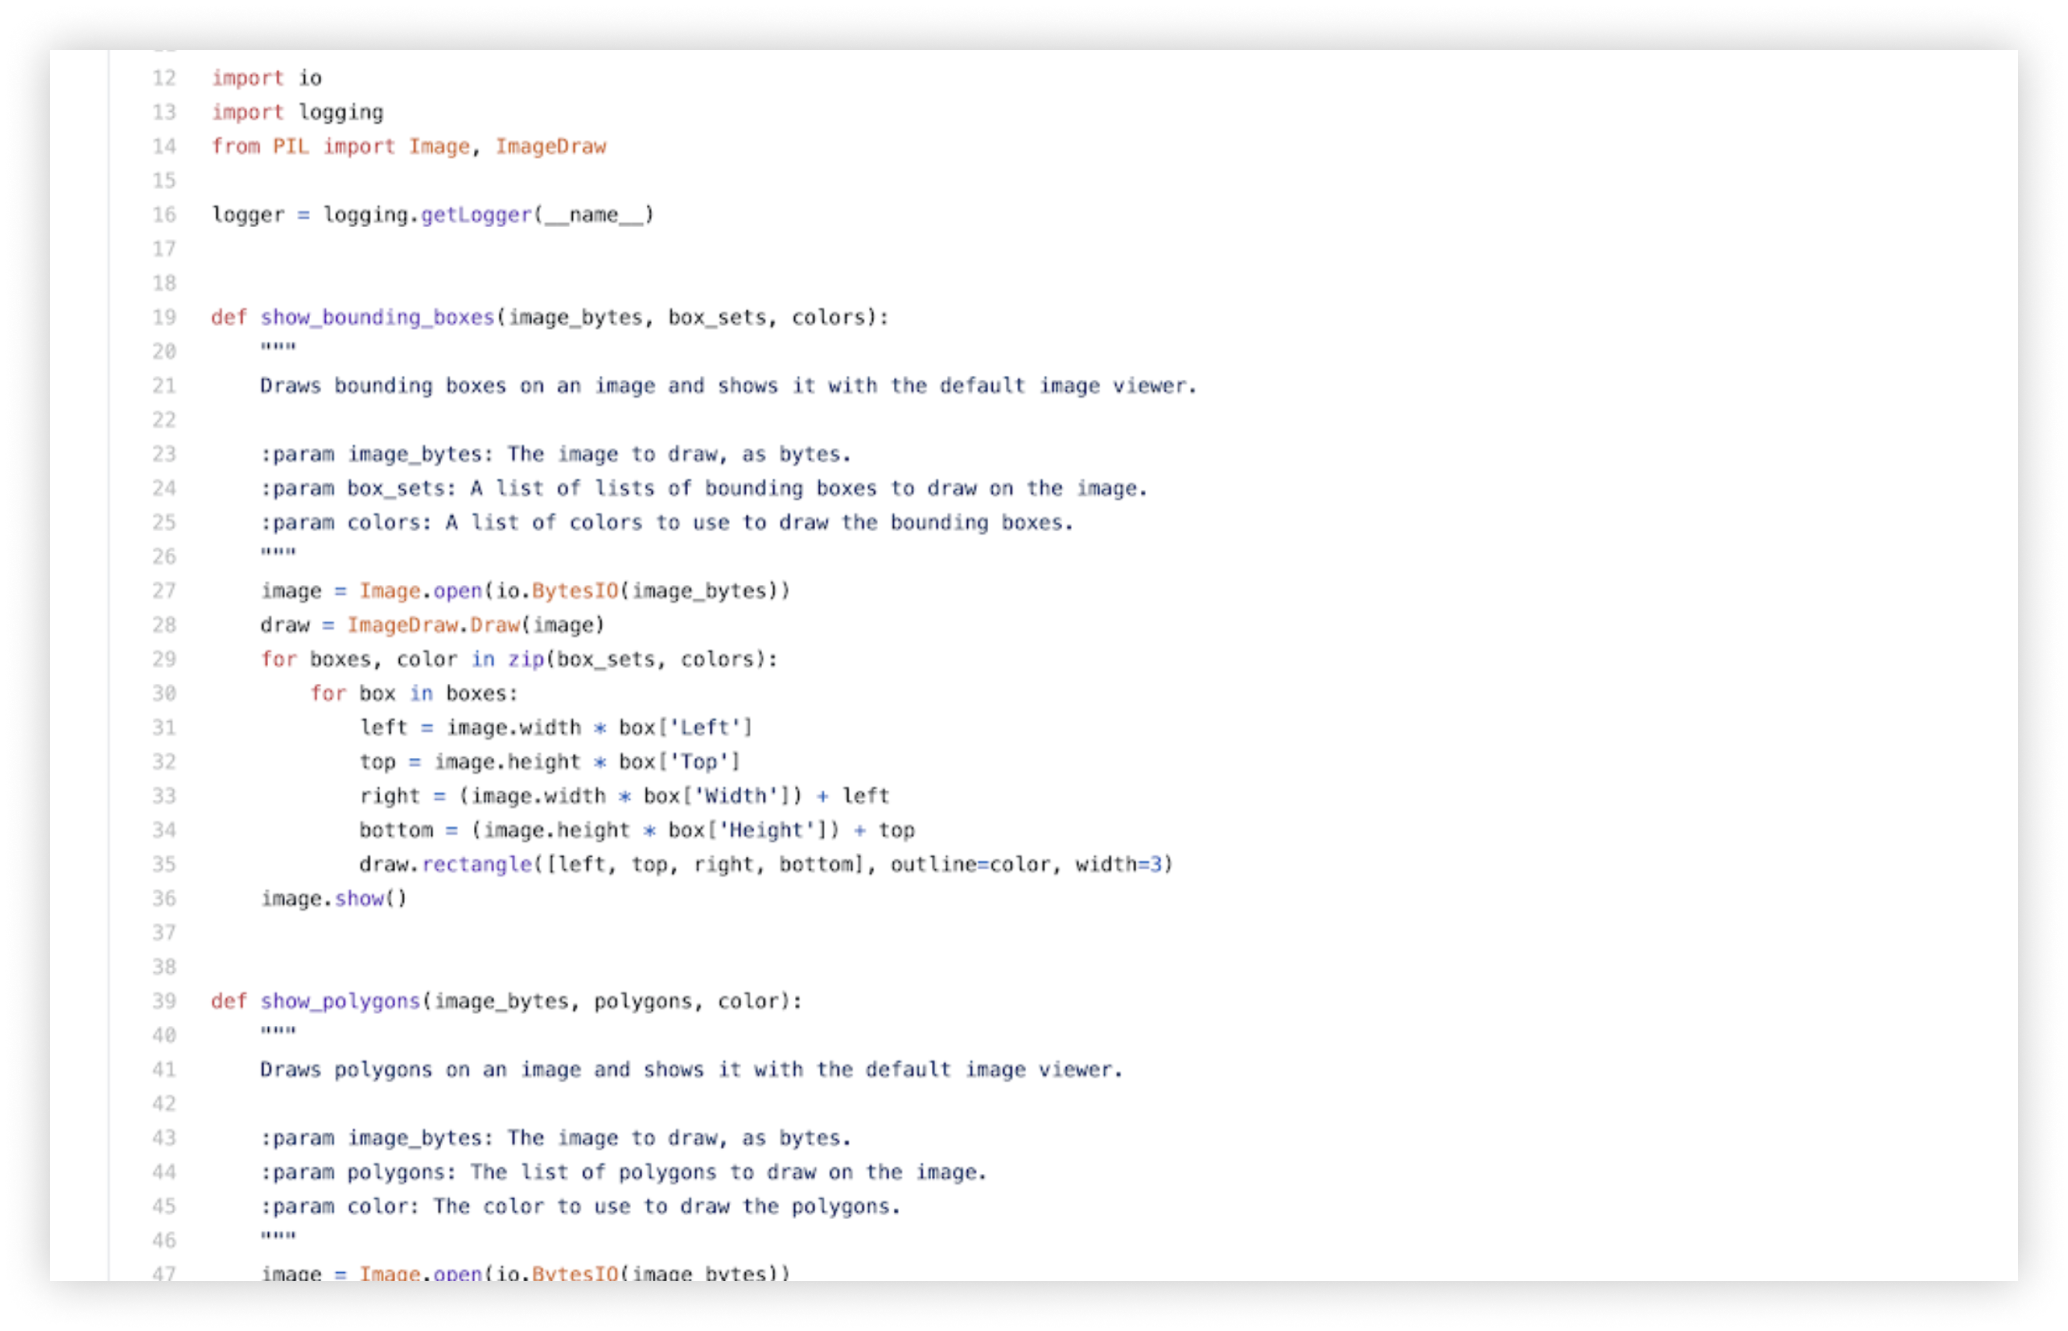 12 import io
13 import logging
14 from PIL import Image, ImageDraw
15
16 logger = logging.getLogger(__name__)
17
18
19 def show_bounding_boxes(image_bytes, box_sets, colors):
20     """
21     Draws bounding boxes on an image and shows it with the default image viewer.
22
23     :param image_bytes: The image to draw, as bytes.
24     :param box_sets: A list of lists of bounding boxes to draw on the image.
25     :param colors: A list of colors to use to draw the bounding boxes.
26     """
27     image = Image.open(io.BytesIO(image_bytes))
28     draw = ImageDraw.Draw(image)
29     for boxes, color in zip(box_sets, colors):
30         for box in boxes:
31             left = image.width * box['Left']
32             top = image.height * box['Top']
33             right = (image.width * box['Width']) + left
34             bottom = (image.height * box['Height']) + top
35             draw.rectangle([left, top, right, bottom], outline=color, width=3)
36     image.show()
37
38
39 def show_polygons(image_bytes, polygons, color):
40     """
41     Draws polygons on an image and shows it with the default image viewer.
42
43     :param image_bytes: The image to draw, as bytes.
44     :param polygons: The list of polygons to draw on the image.
45     :param color: The color to use to draw the polygons.
46     """
47     image = Image.open(io.BytesIO(image_bytes))